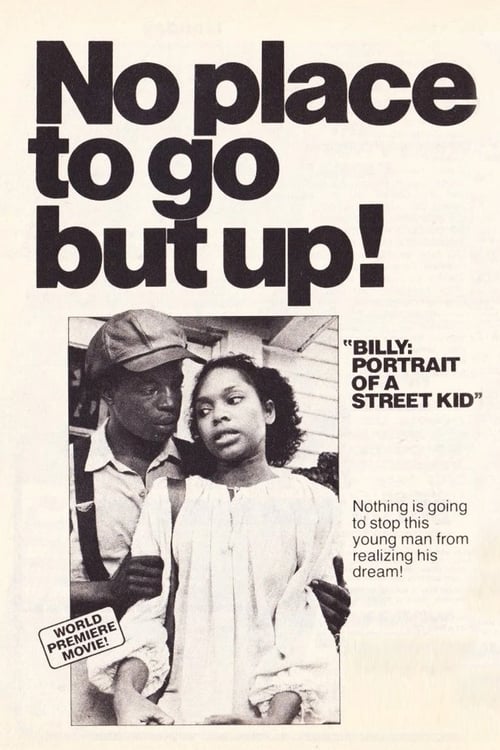 No place
to go
but up!
"BILLY:
PORTRAIT
OF A
STREET KID"
Nothing is going
to stop this
young man from
realizing his
dream!
WORLD
PREMIERE
MOVIE!